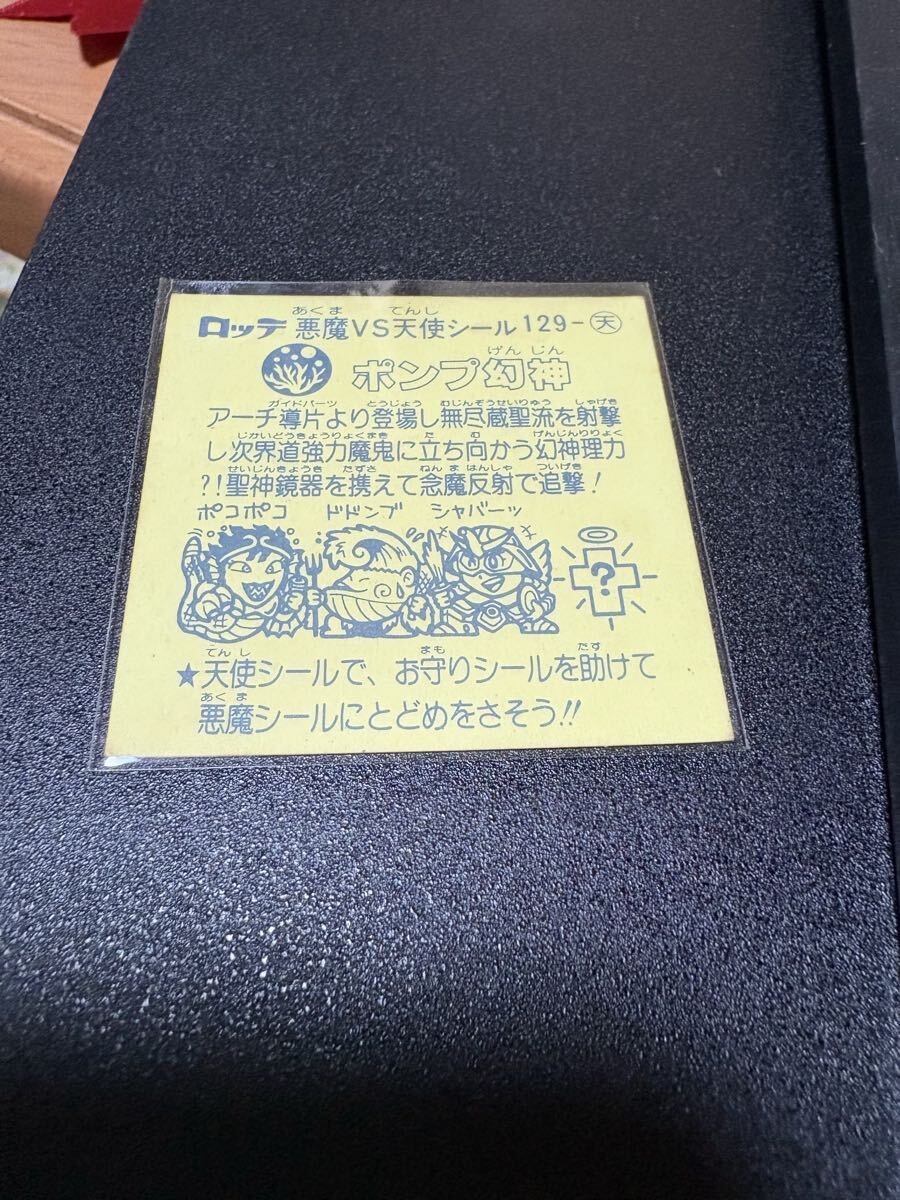 あくま てんし
ロッテ 悪魔VS天使シール 129-天
げんじん
ポンプ幻神
ガイドパーツ とうじょう むじんぞうせいりゅう しゃげき
アーチ導片より登場し無尽蔵聖流を射撃
じかいどうきょうりょくまき た む げんじんりりょく
し次界道強力魔鬼に立ち向かう幻神理力
せいじんきょうき たずさ ねんまはんしゃ ついげき
?!聖神鏡器を携えて念魔反射で追撃!
ポコポコ ドドンブ シャバーッ
?
てんし まも たす
★天使シールで、お守りシールを助けて
あくま
悪魔シールにとどめをさそう!!